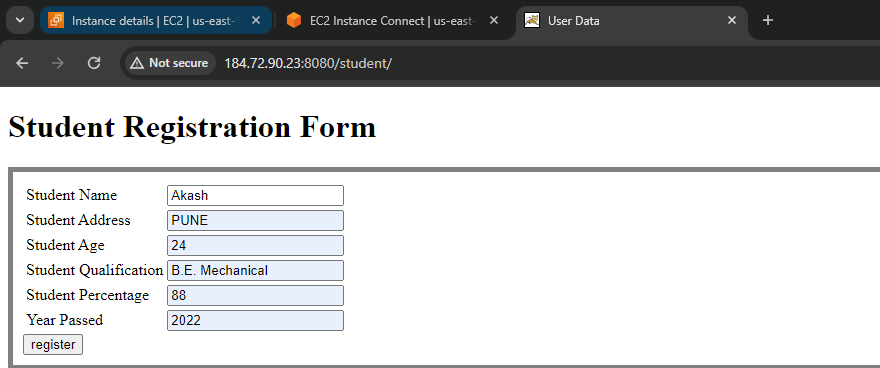 Instance details | EC2 | us-east-1
EC2 Instance Connect | us-east-
User Data
Not secure
184.72.90.23:8080/student/
Student Registration Form
Student Name Akash
Student Address PUNE
Student Age 24
Student Qualification B.E. Mechanical
Student Percentage 88
Year Passed 2022
register